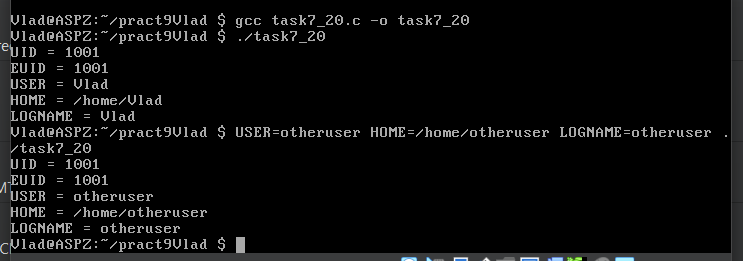 Vlad@ASPZ:~/pract9Vlad $ gcc task7_20.c -o task7_20
Vlad@ASPZ:~/pract9Vlad $ ./task7_20
UID = 1001
EUID = 1001
USER = Vlad
HOME = /home/Vlad
LOGNAME = Vlad
Vlad@ASPZ:~/pract9Vlad $ USER=otheruser HOME=/home/otheruser LOGNAME=otheruser .
/task7_20
UID = 1001
EUID = 1001
USER = otheruser
HOME = /home/otheruser
LOGNAME = otheruser
Vlad@ASPZ:~/pract9Vlad $